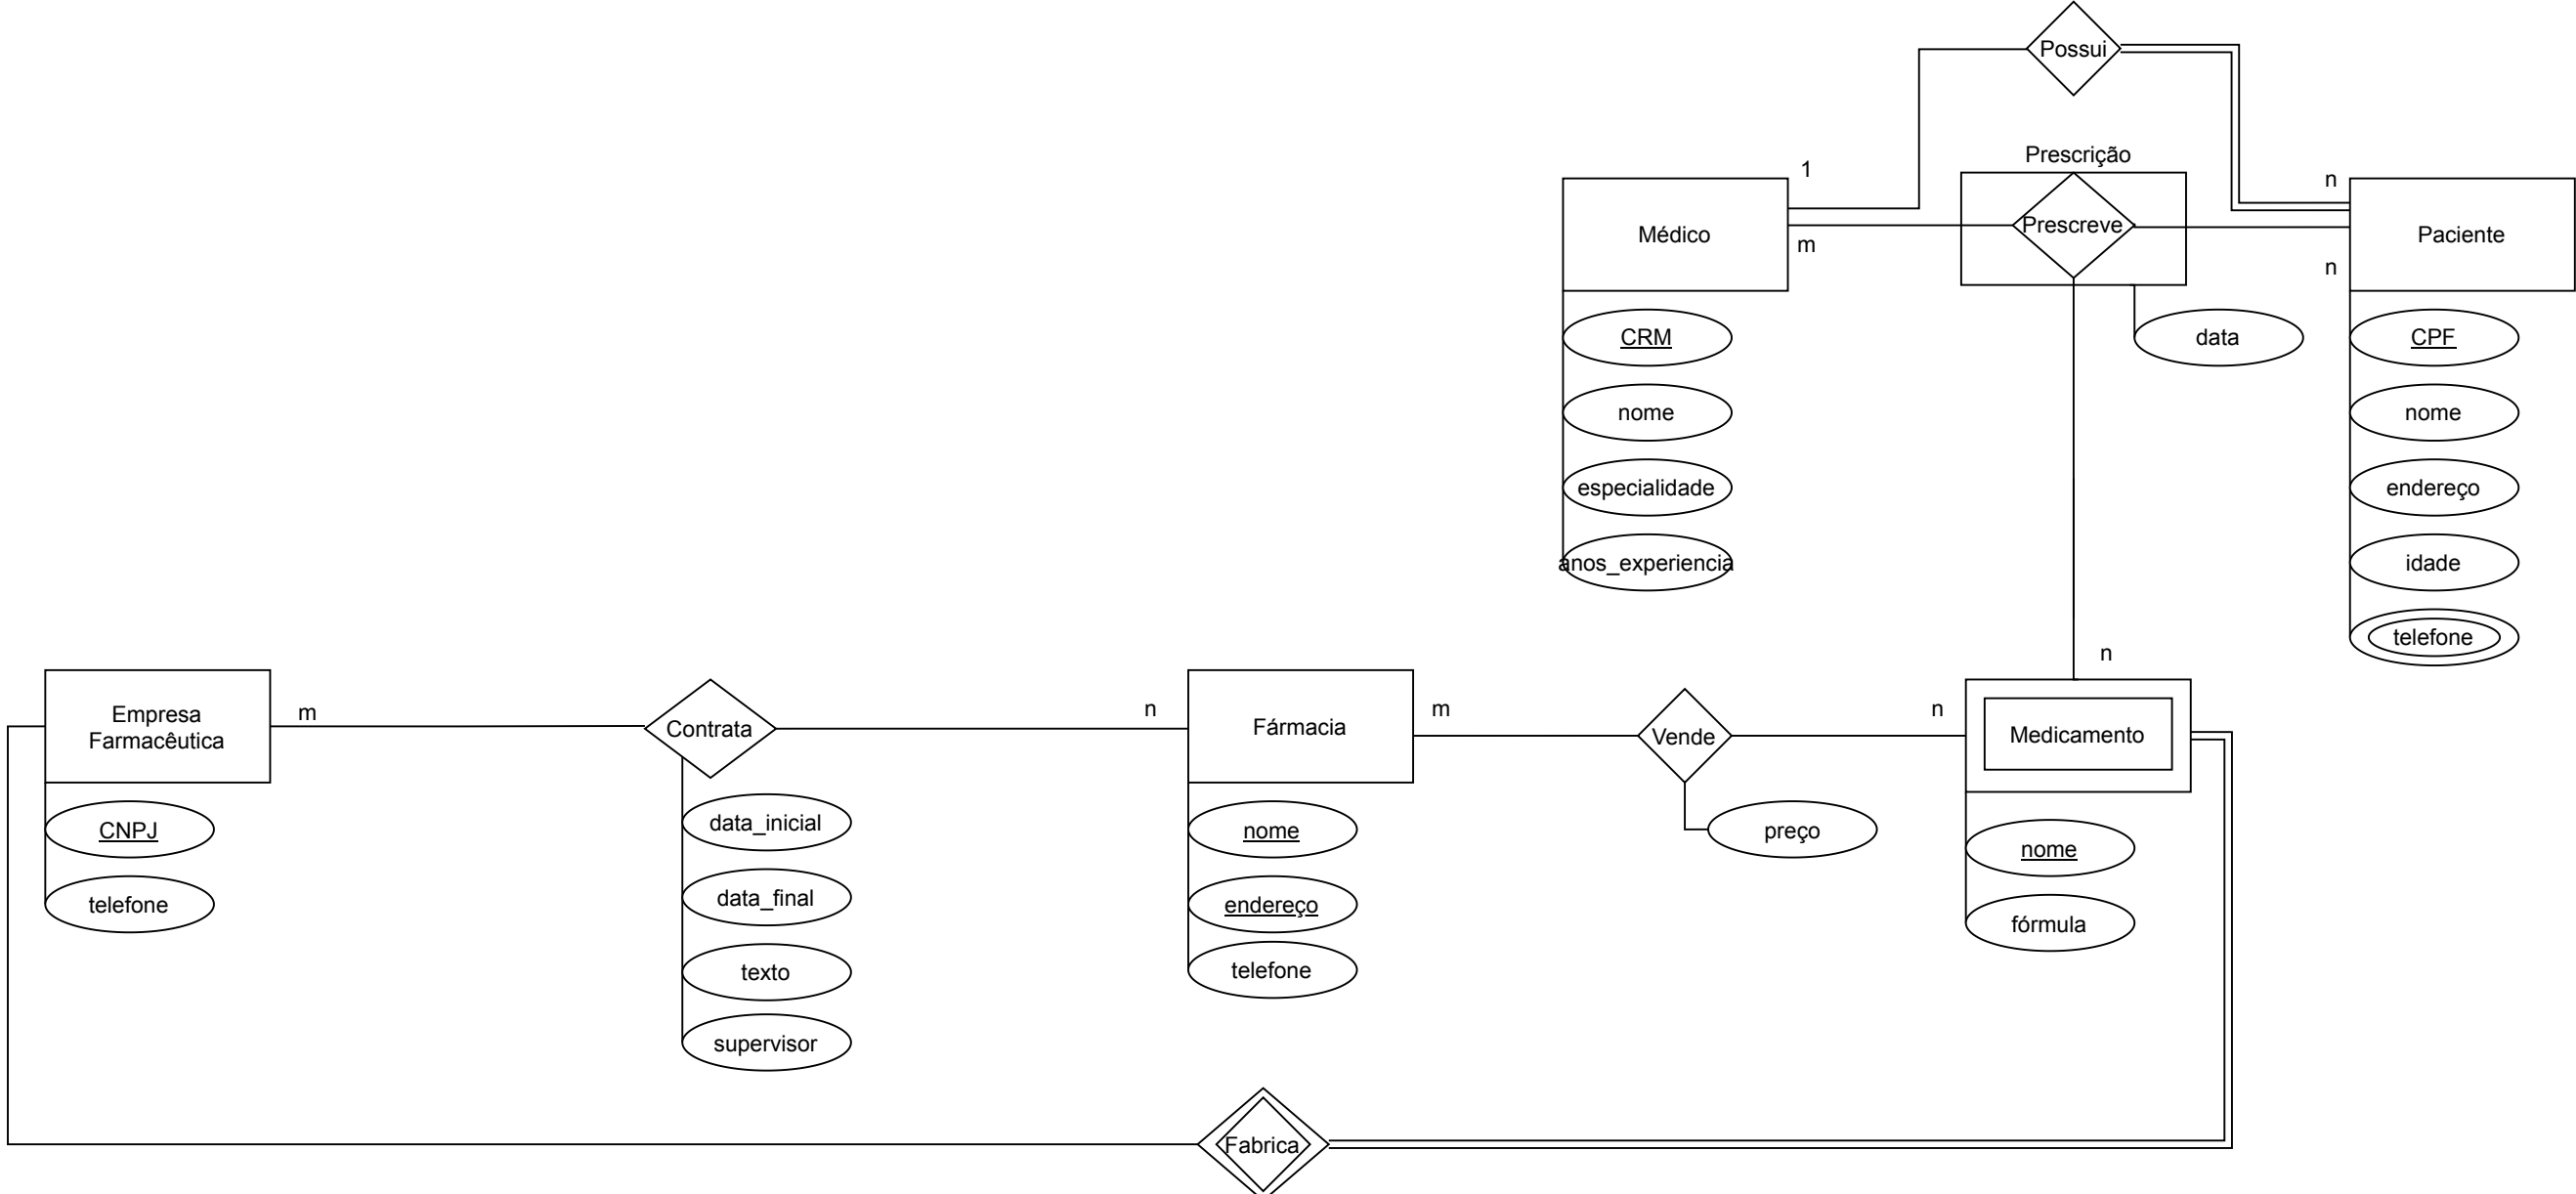 Possui
Prescrição
1
n
Médico
Prescreve
Paciente
m
n
CRM
data
CPF
nome
nome
especialidade
endereço
anos_experiencia
idade
telefone
n
Empresa
Farmacêutica
m
Contrata
n
Fármacia
m
Vende
n
Medicamento
CNPJ
data_inicial
nome
preço
nome
telefone
data_final
endereço
fórmula
texto
telefone
supervisor
Fabrica